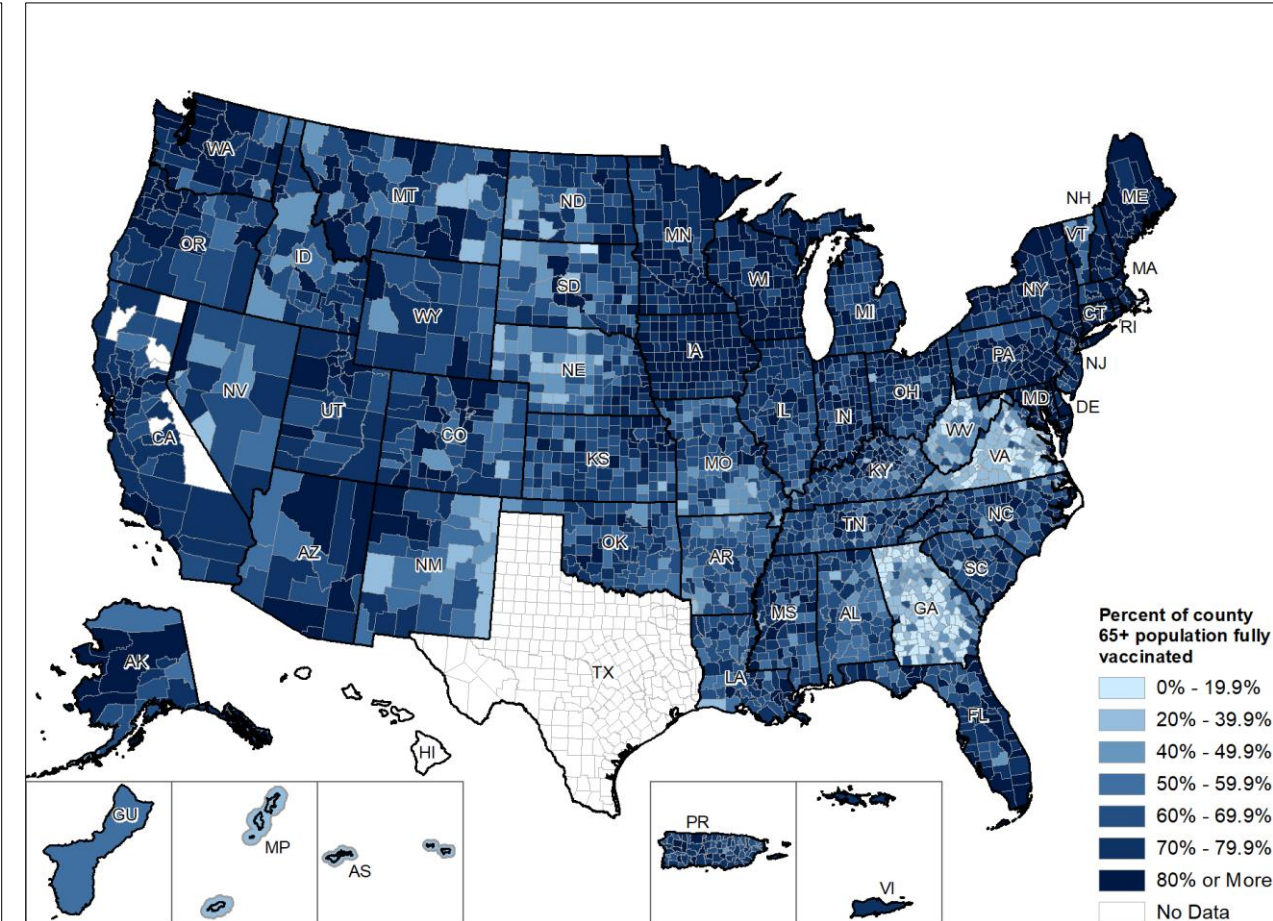 WA
MT
ND
MN
OR
ID
SD
WI
WY
MI
NH
VT
ME
MA
NY
CT
RI
NJ
PA
DE
MD
IA
NE
NV
UT
CO
CA
IL
IN
OH
WV
VA
KS
MO
KY
TN
NC
AZ
NM
OK
AR
SC
MS
AL
GA
TX
LA
FL
AK
HI
GU
MP
AS
PR
VI
Percent of county
65+ population fully
vaccinated
0% - 19.9%
20% - 39.9%
40% - 49.9%
50% - 59.9%
60% - 69.9%
70% - 79.9%
80% or More
No Data